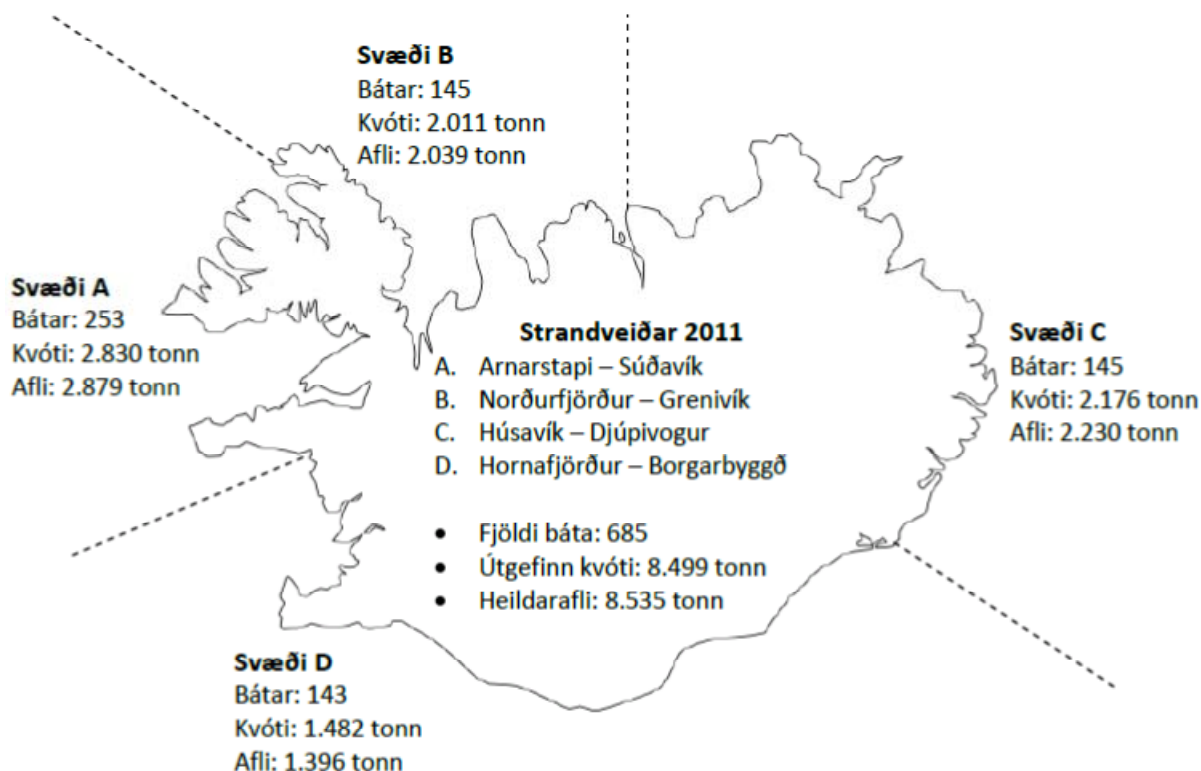 Svæði B
Bátar: 145
Kvóti: 2.011 tonn
Afli: 2.039 tonn
Svæði A
Bátar: 253
Kvóti: 2.830 tonn
Afli: 2.879 tonn
Strandveiðar 2011
A. Arnarstapi – Súðavík
B. Norðurfjörður – Grenivík
C. Húsavík – Djúpivogur
D. Hornafjörður – Borgarbyggð
• Fjöldi báta: 685
• Útgefinn kvóti: 8.499 tonn
• Heildarafli: 8.535 tonn
Svæði C
Bátar: 145
Kvóti: 2.176 tonn
Afli: 2.230 tonn
Svæði D
Bátar: 143
Kvóti: 1.482 tonn
Afli: 1.396 tonn